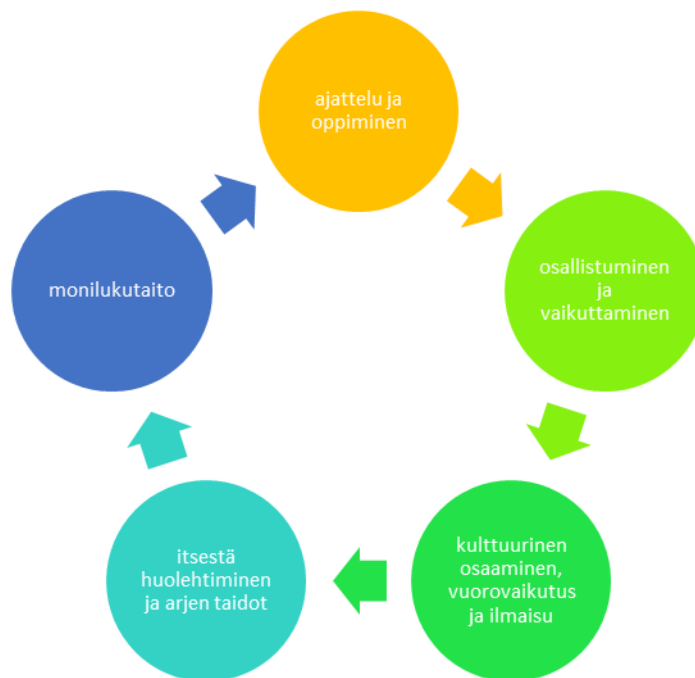 ajattelu ja
oppiminen
osallistuminen
ja
vaikuttaminen
kulttuurinen
osaaminen,
vuorovaikutus
ja ilmaisu
itsestä
huolehtiminen
ja arjen taidot
monilukutaito